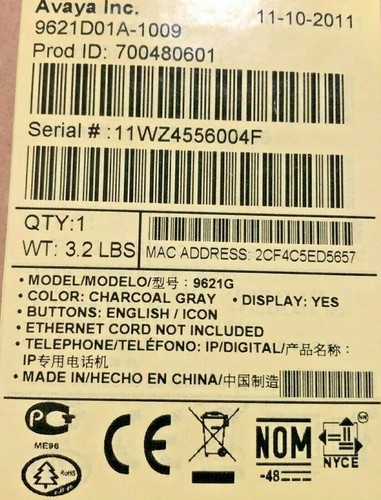 Avaya Inc. 11-10-2011
9621D01A-1009
Prod ID: 700480601
Serial # :11WZ4556004F
QTY:1
WT: 3.2 LBS
MAC ADDRESS: 2CF4C5ED5657
• MODEL/MODELO/型号: 9621G
• COLOR: CHARCOAL GRAY • DISPLAY: YES
• BUTTONS: ENGLISH / ICON
• ETHERNET CORD NOT INCLUDED
• TELEPHONE/TELÉFONO: IP/DIGITAL/产品名称:
IP专用电话机
• MADE IN/HECHO EN CHINA/中国制造
ME96
CE
NOM
-48-
NYCE
RoHS